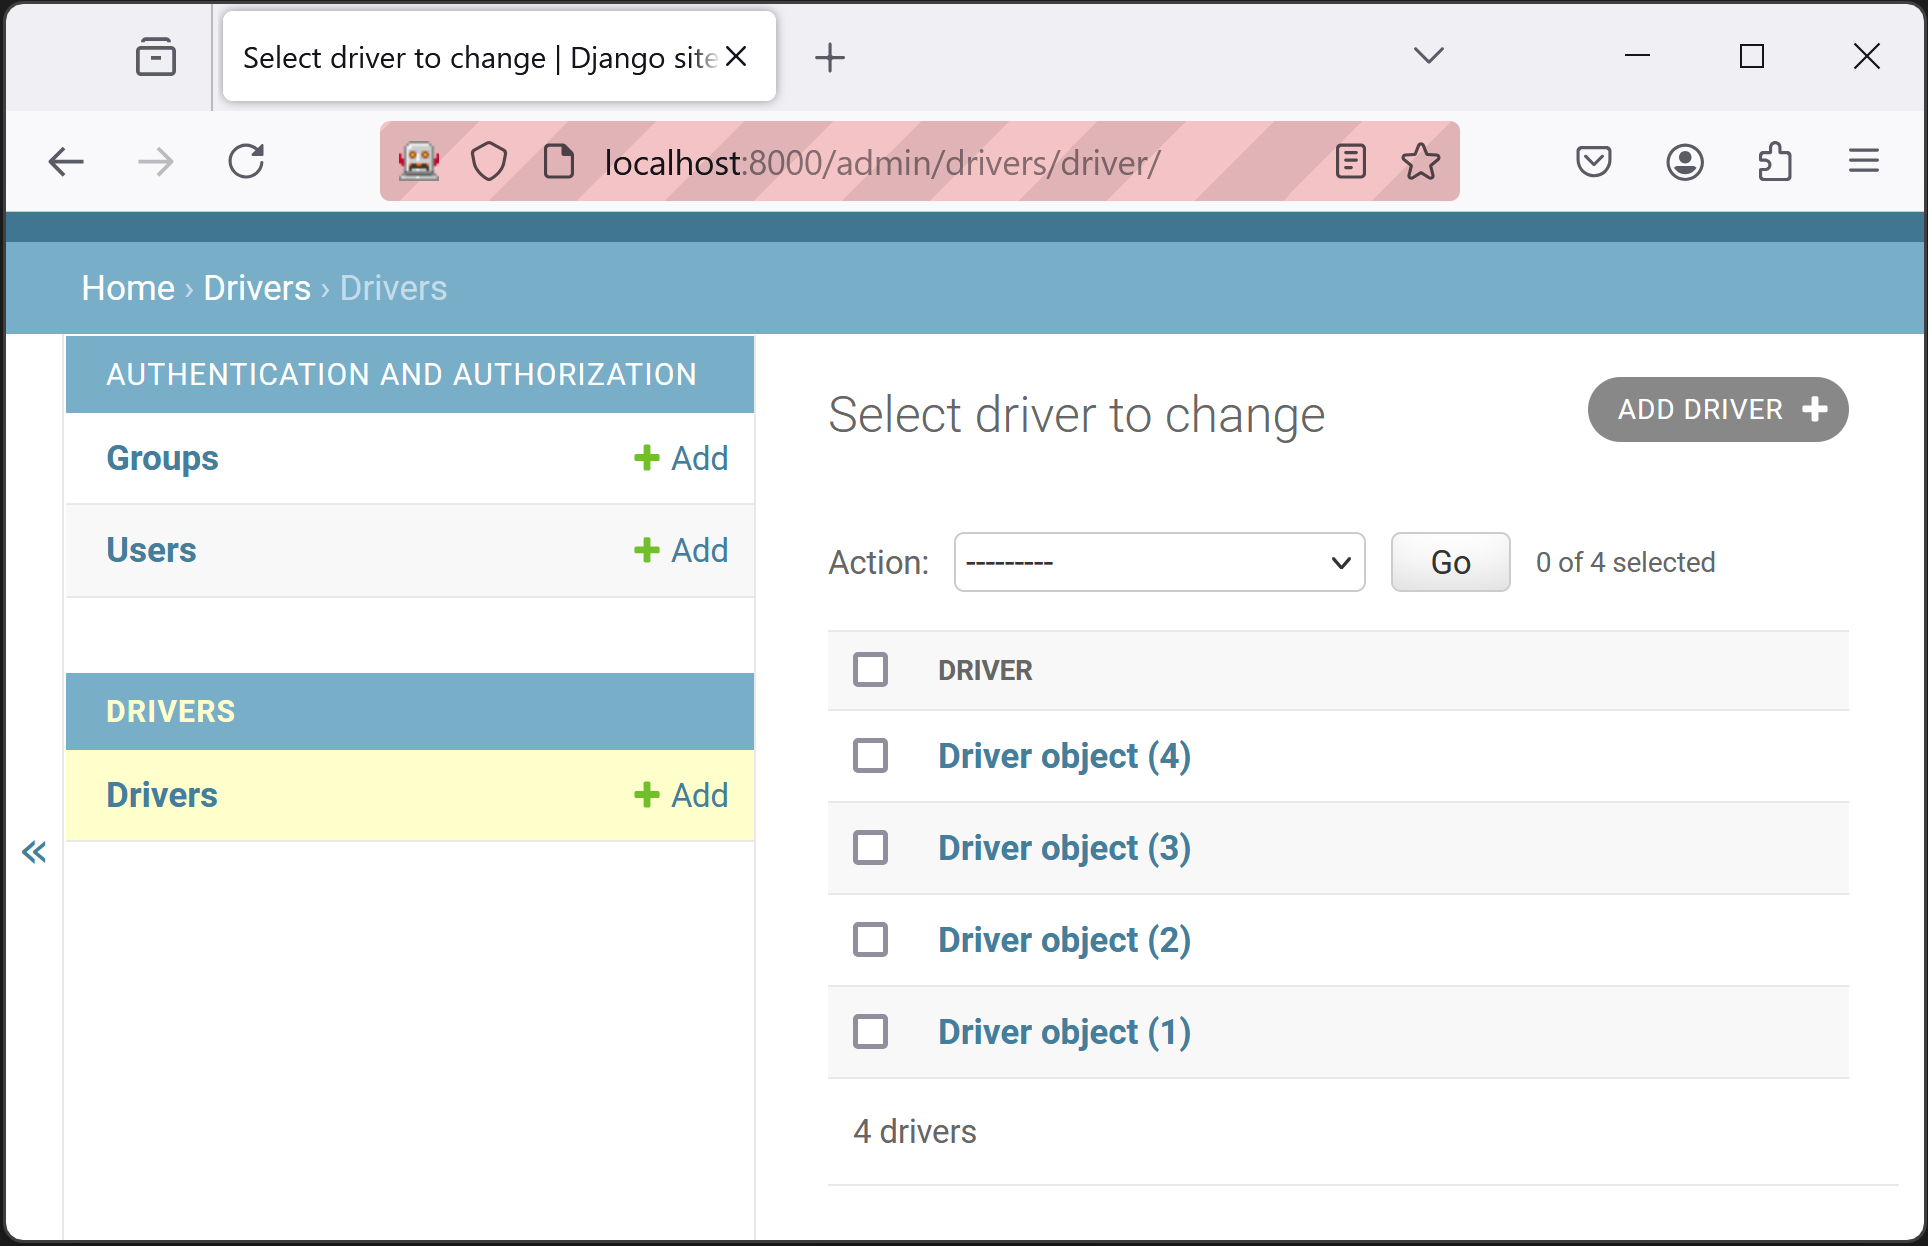 Select driver to change | Django site
localhost:8000/admin/drivers/driver/
Home › Drivers › Drivers
AUTHENTICATION AND AUTHORIZATION
Groups
Add
Users
Add
DRIVERS
Drivers
Add
«
Select driver to change
ADD DRIVER
Action: --------- Go 0 of 4 selected
DRIVER
Driver object (4)
Driver object (3)
Driver object (2)
Driver object (1)
4 drivers